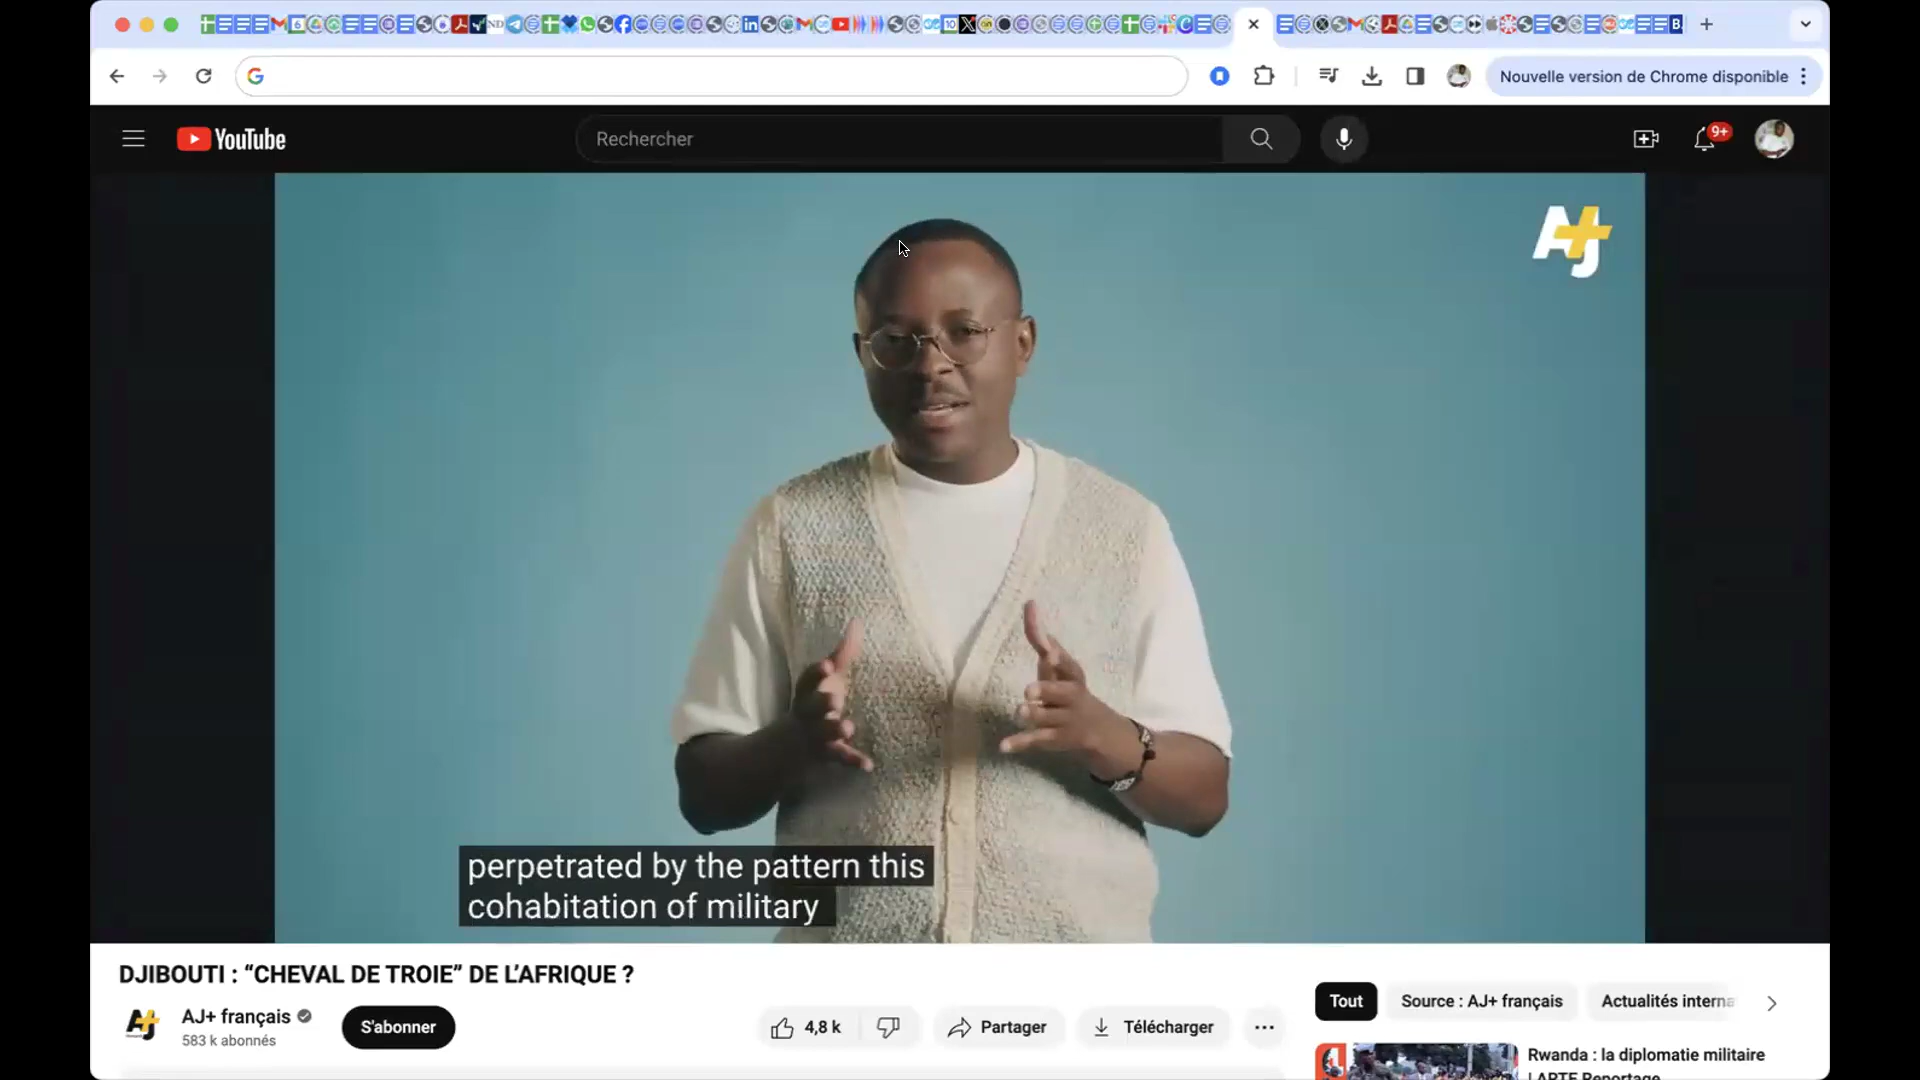 Nouvelle version de Chrome disponible
YouTube
Rechercher
9+
AJ+
perpetrated by the pattern this
cohabitation of military
DJIBOUTI : “CHEVAL DE TROIE” DE L’AFRIQUE ?
AJ+ français
583 k abonnés
S'abonner
4,8 k
Partager
Télécharger
Tout
Source : AJ+ français
Actualités interna
Rwanda : la diplomatie militaire
| ARTE Reportage